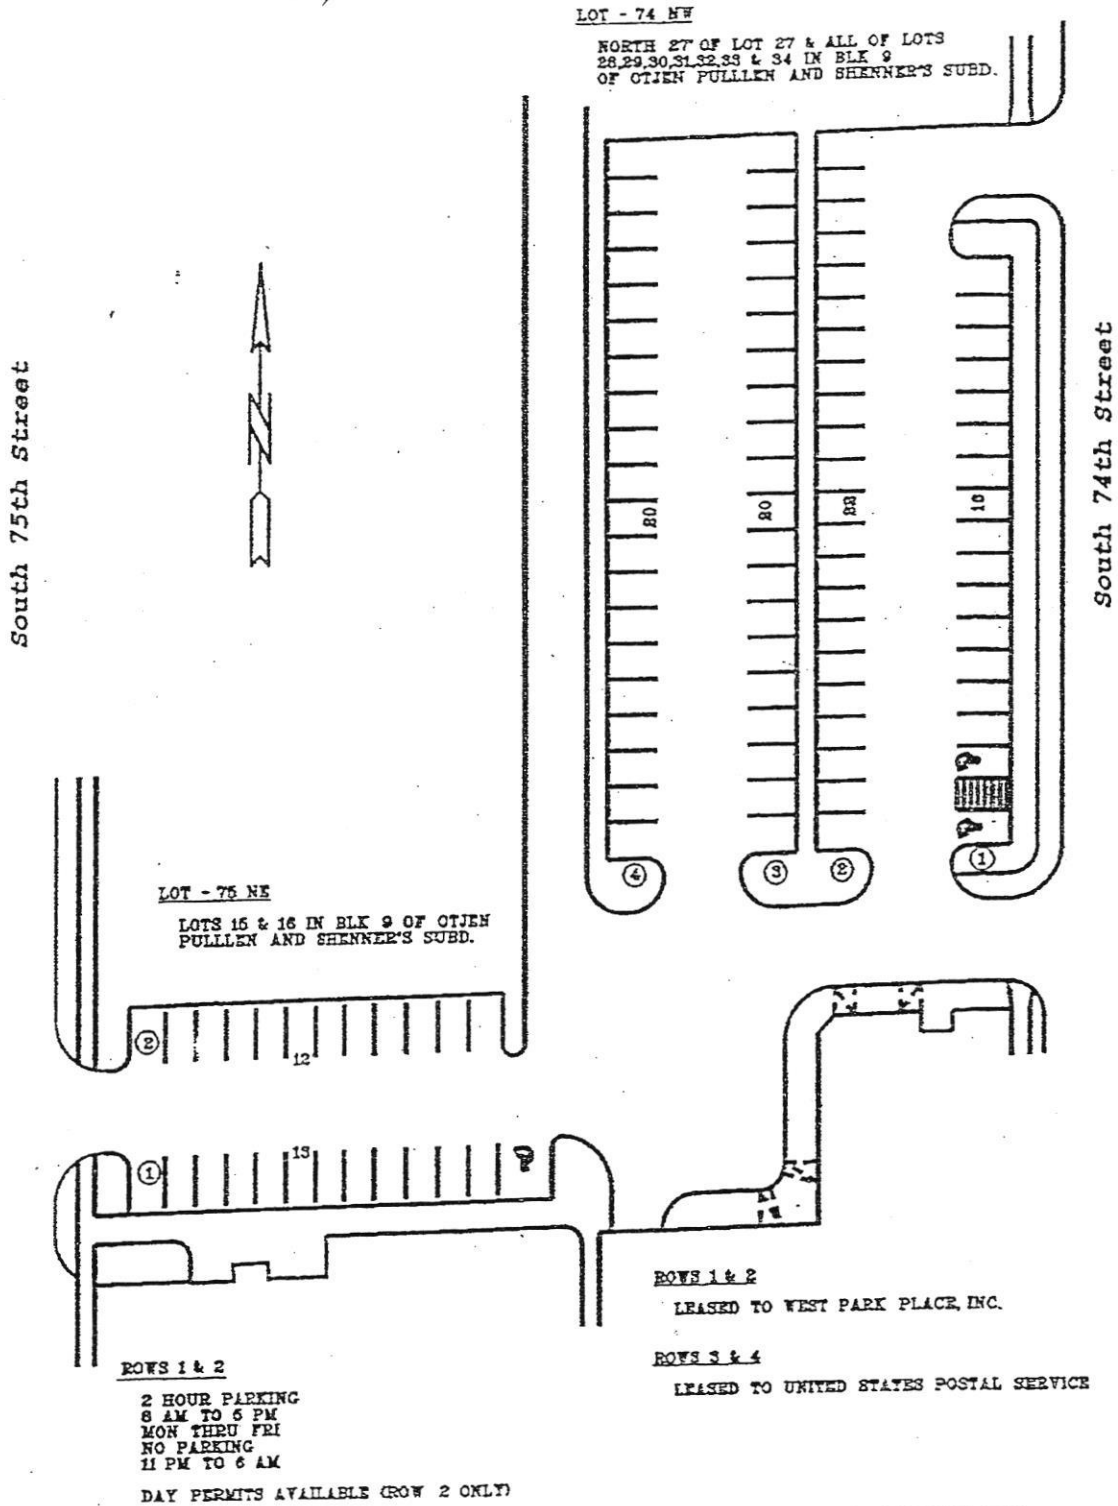 LOT - 74 NW
NORTH 27' OF LOT 27 & ALL OF LOTS
28,29,30,31,32,33 & 34 IN BLK 9
OF OTJEN PULLLEN AND SHENNER'S SUBD.
South 75th Street
N
South 74th Street
20
20
22
16
4
3
2
1
LOT - 75 NE
LOTS 15 & 16 IN BLK 9 OF OTJEN
PULLLEN AND SHENNER'S SUBD.
2
12
1
13
ROWS 1 & 2
LEASED TO WEST PARK PLACE, INC.
ROWS 3 & 4
LEASED TO UNITED STATES POSTAL SERVICE
ROWS 1 & 2
2 HOUR PARKING
8 AM TO 6 PM
MON THRU FRI
NO PARKING
11 PM TO 6 AM
DAY PERMITS AVAILABLE (ROW 2 ONLY)